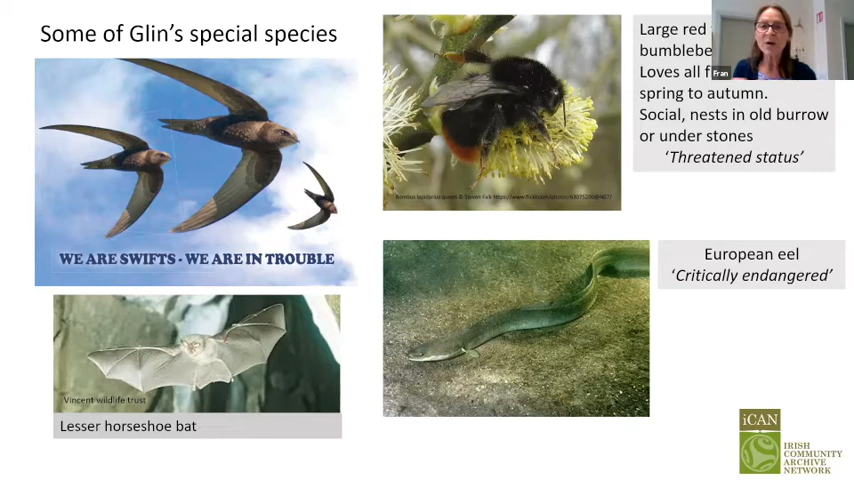 Some of Glin's special species
WE ARE SWIFTS - WE ARE IN TROUBLE
Vincent wildlife trust
Lesser horseshoe bat
Large red
bumblebe
Loves all f
spring to autumn.
Social, nests in old burrow
or under stones
'Threatened status'
Fran
European eel
'Critically endangered'
iCAN
IRISH
COMMUNITY
ARCHIVE
NETWORK